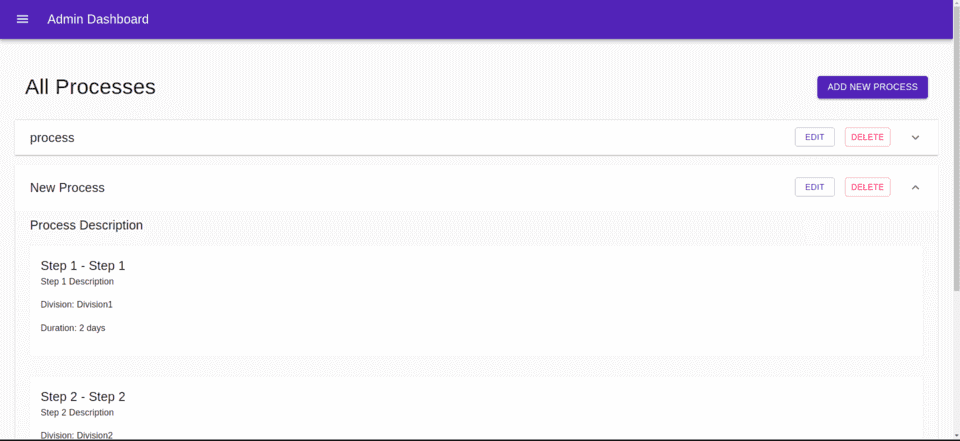 Admin Dashboard
All Processes
ADD NEW PROCESS
process
EDIT
DELETE
New Process
EDIT
DELETE
Process Description
Step 1 - Step 1
Step 1 Description
Division: Division1
Duration: 2 days
Step 2 - Step 2
Step 2 Description
Division: Division2